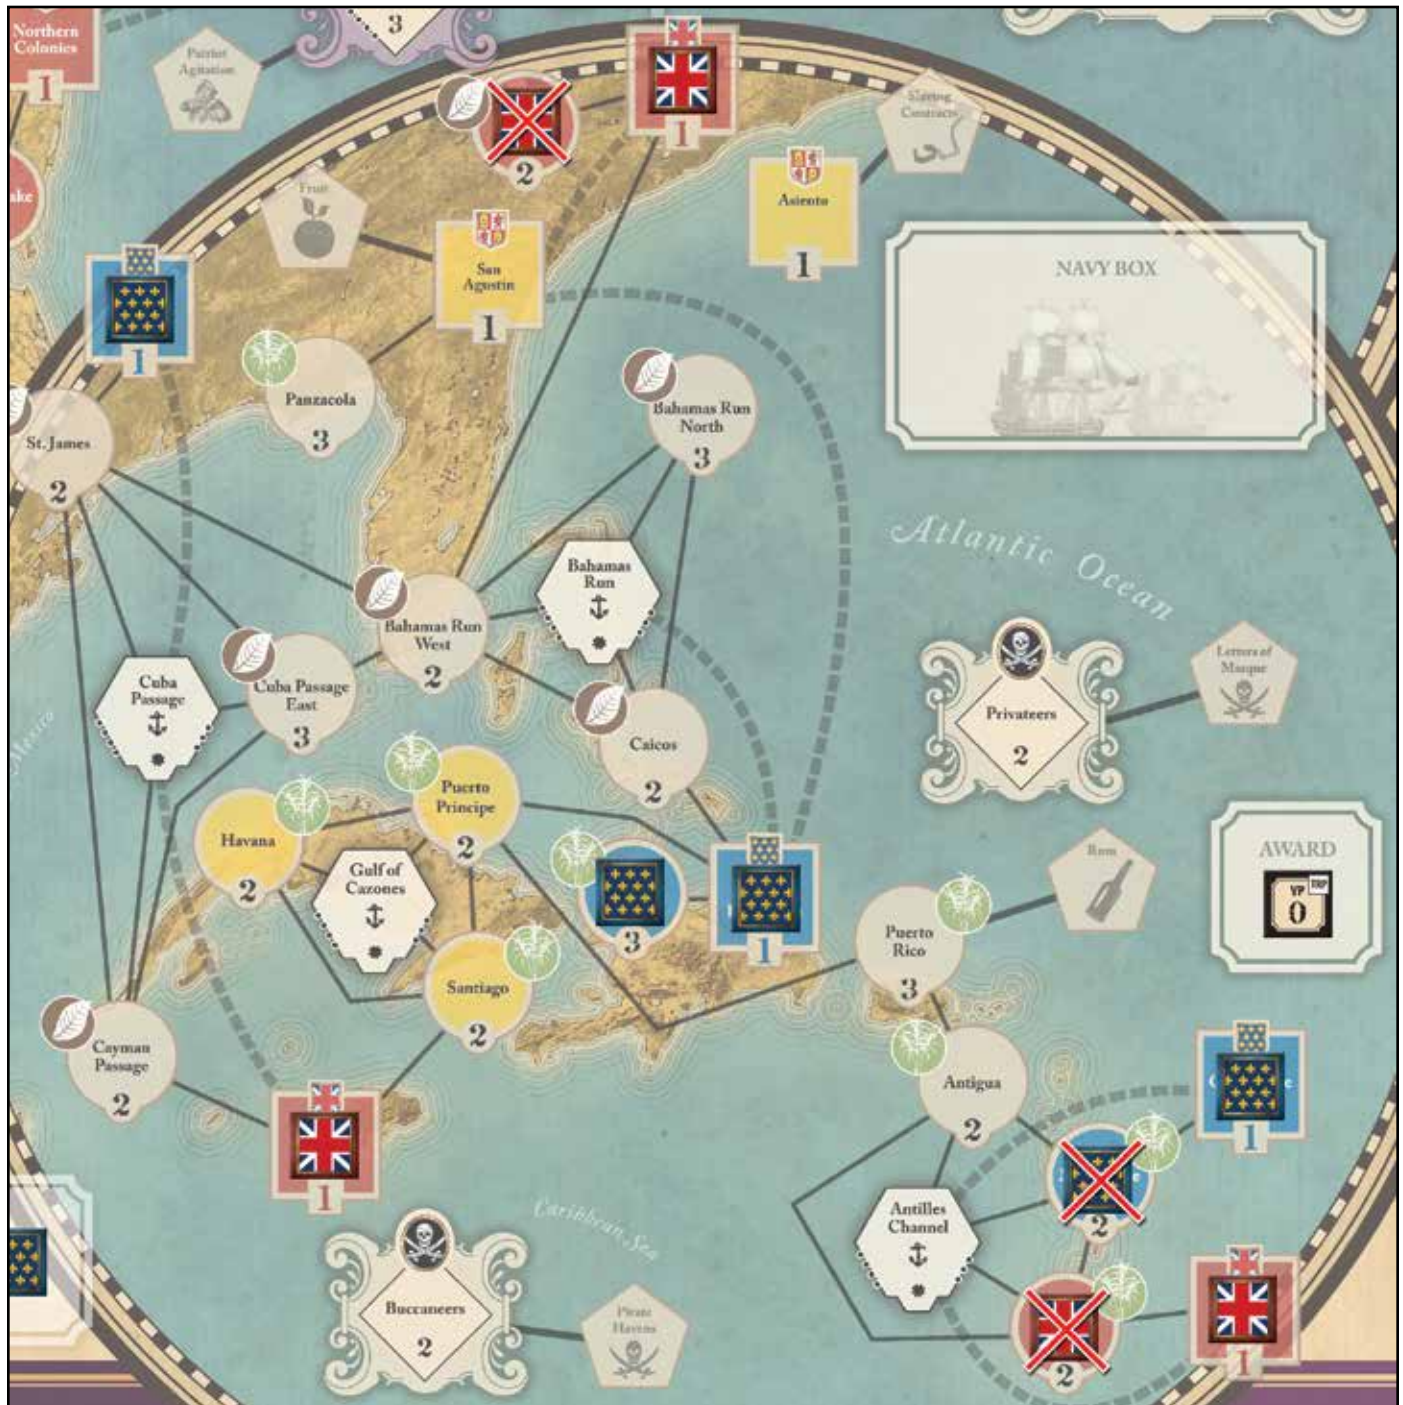 Northern
Colonies
1
Patriot
Agitation
3
2
1
Slaving
Contracts
ake
Fruit
Asiento
1
NAVY BOX
San
Agustin
1
1
Panzacola
3
Bahamas Run
North
3
St. James
2
Atlantic Ocean
Bahamas
Run
Bahamas Run
West
2
Letters of
Marque
Cuba
Passage
Cuba Passage
East
3
Privateers
2
Mexico
Caicos
2
Puerto
Principe
2
Havana
2
Gulf of
Cazones
AWARD
VP
TRP
0
Rum
3
1
Puerto
Rico
3
Santiago
2
Cayman
Passage
2
Antigua
2
1
2
1
Caribbean Sea
Antilles
Channel
Buccaneers
2
Pirate
Havens
2
1